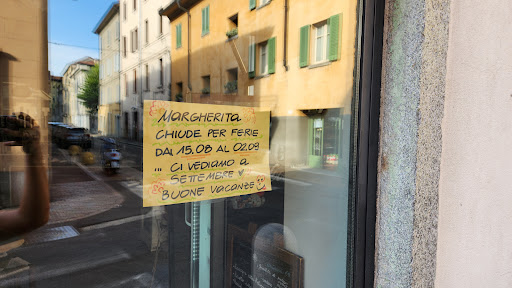 MARGHERITA
CHIUDE PER FERIE
DAL 15.08 AL 02.09
... CI VEDIAMO A
SETTEMBRE
BUONE VACANZE